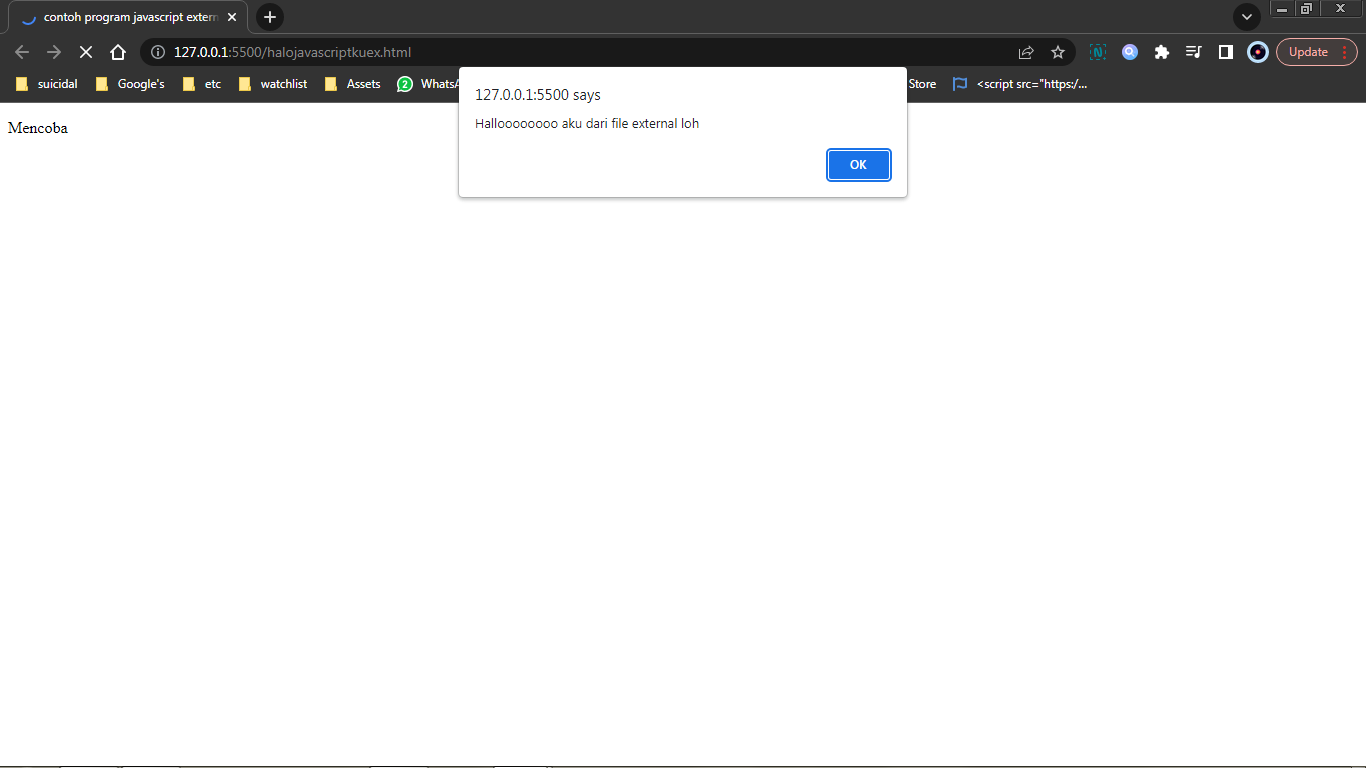 contoh program javascript extern
127.0.0.1:5500/halojavascriptkuex.html
Update
suicidal
Google's
etc
watchlist
Assets
2
WhatsA
Store
<script src="https:/...
127.0.0.1:5500 says
Halloooooooo aku dari file external loh
OK
Mencoba